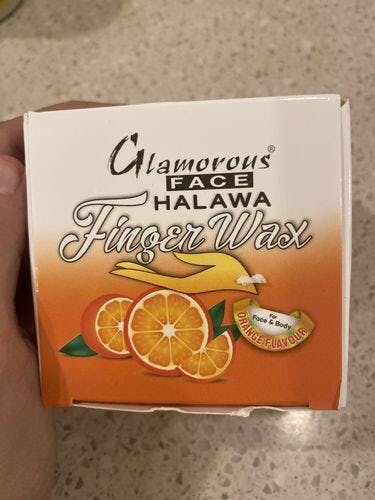 Glamorous®
FACE
HALAWA
Finger Wax
For
Face & Body
ORANGE FLAVOUR